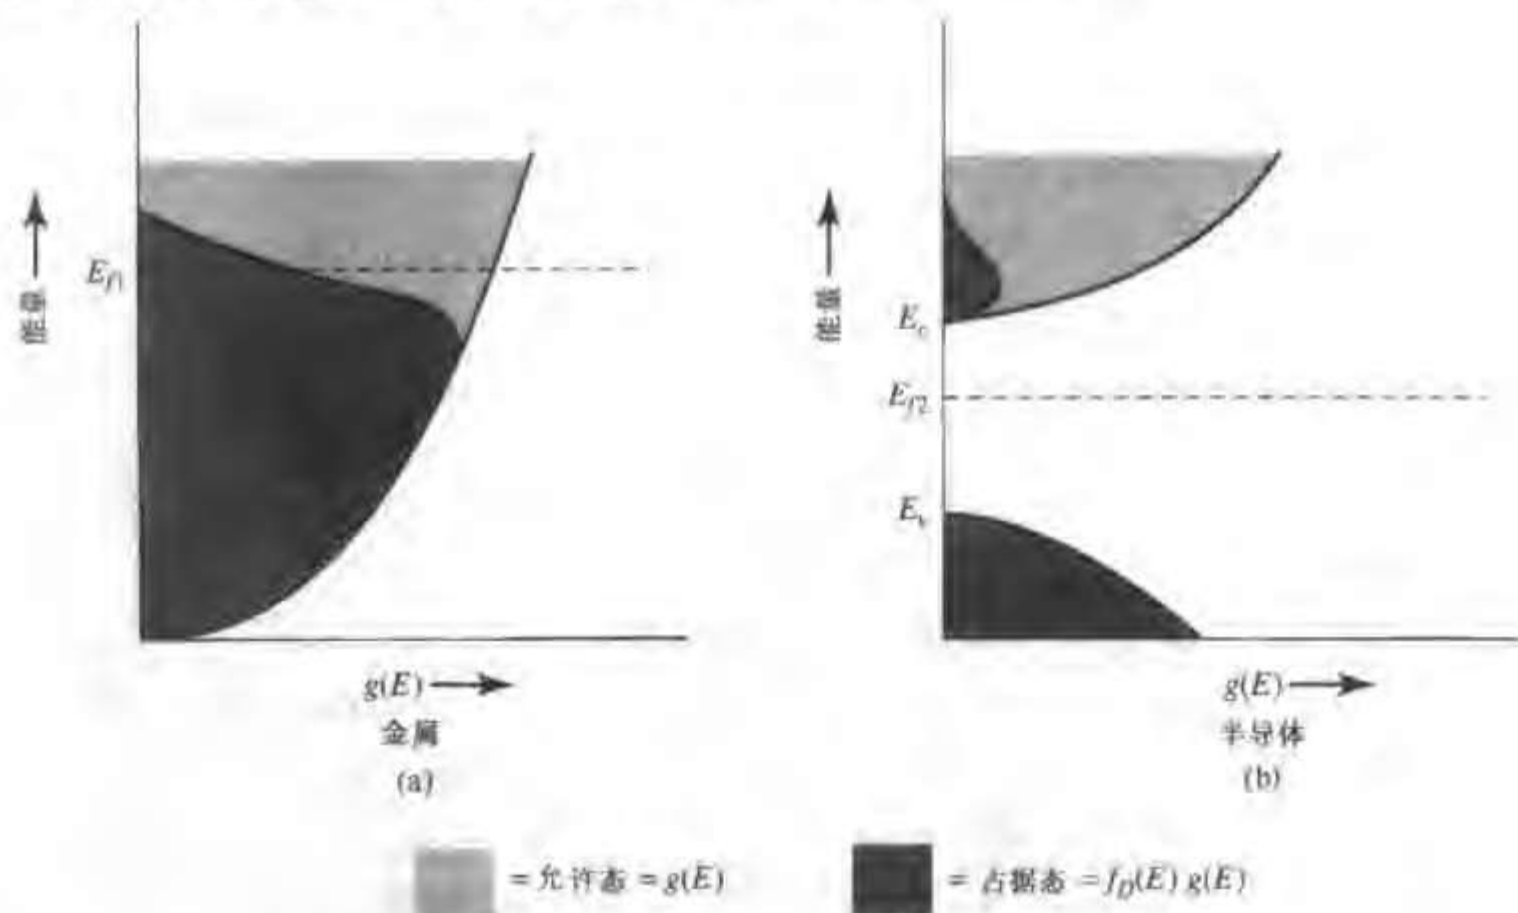 能量
E_{f1}
g(E)
金属
(a)
能量
E_c
E_{f2}
E_v
g(E)
半导体
(b)
= 允许态 = g(E)
= 占据态 = f_D(E) g(E)